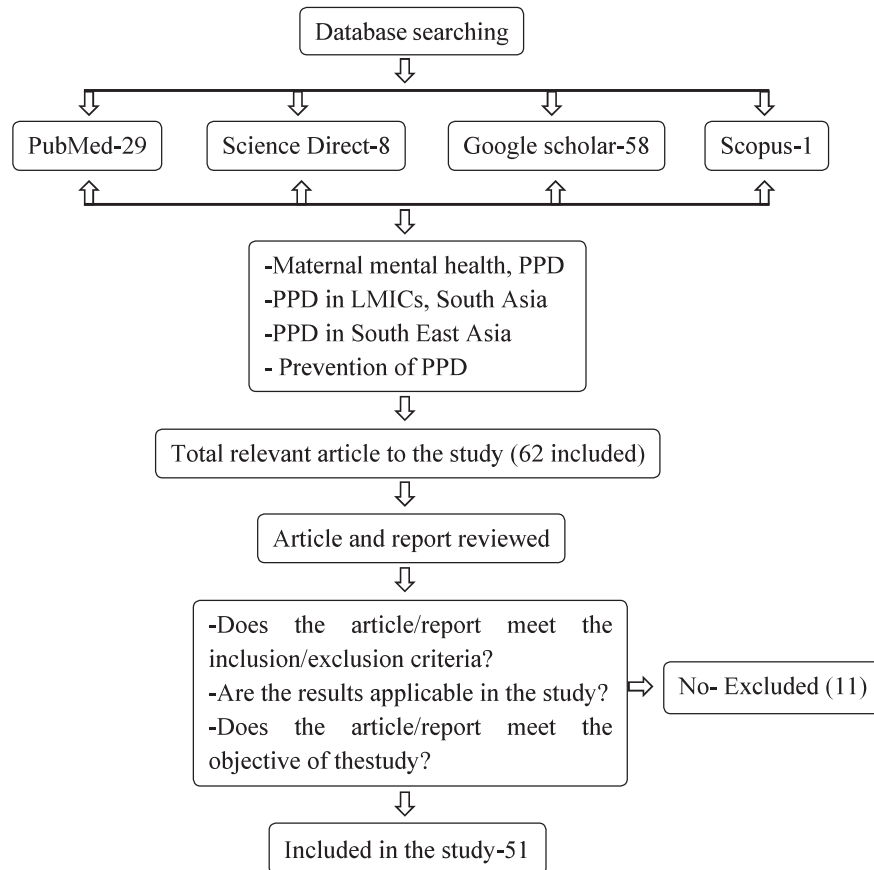 Database searching
PubMed-29
Science Direct-8
Google scholar-58
Scopus-1
-Maternal mental health, PPD
-PPD in LMICs, South Asia
-PPD in South East Asia
- Prevention of PPD
Total relevant article to the study (62 included)
Article and report reviewed
-Does the article/report meet the
inclusion/exclusion criteria?
-Are the results applicable in the study?
-Does the article/report meet the
objective of thestudy?
No- Excluded (11)
Included in the study-51